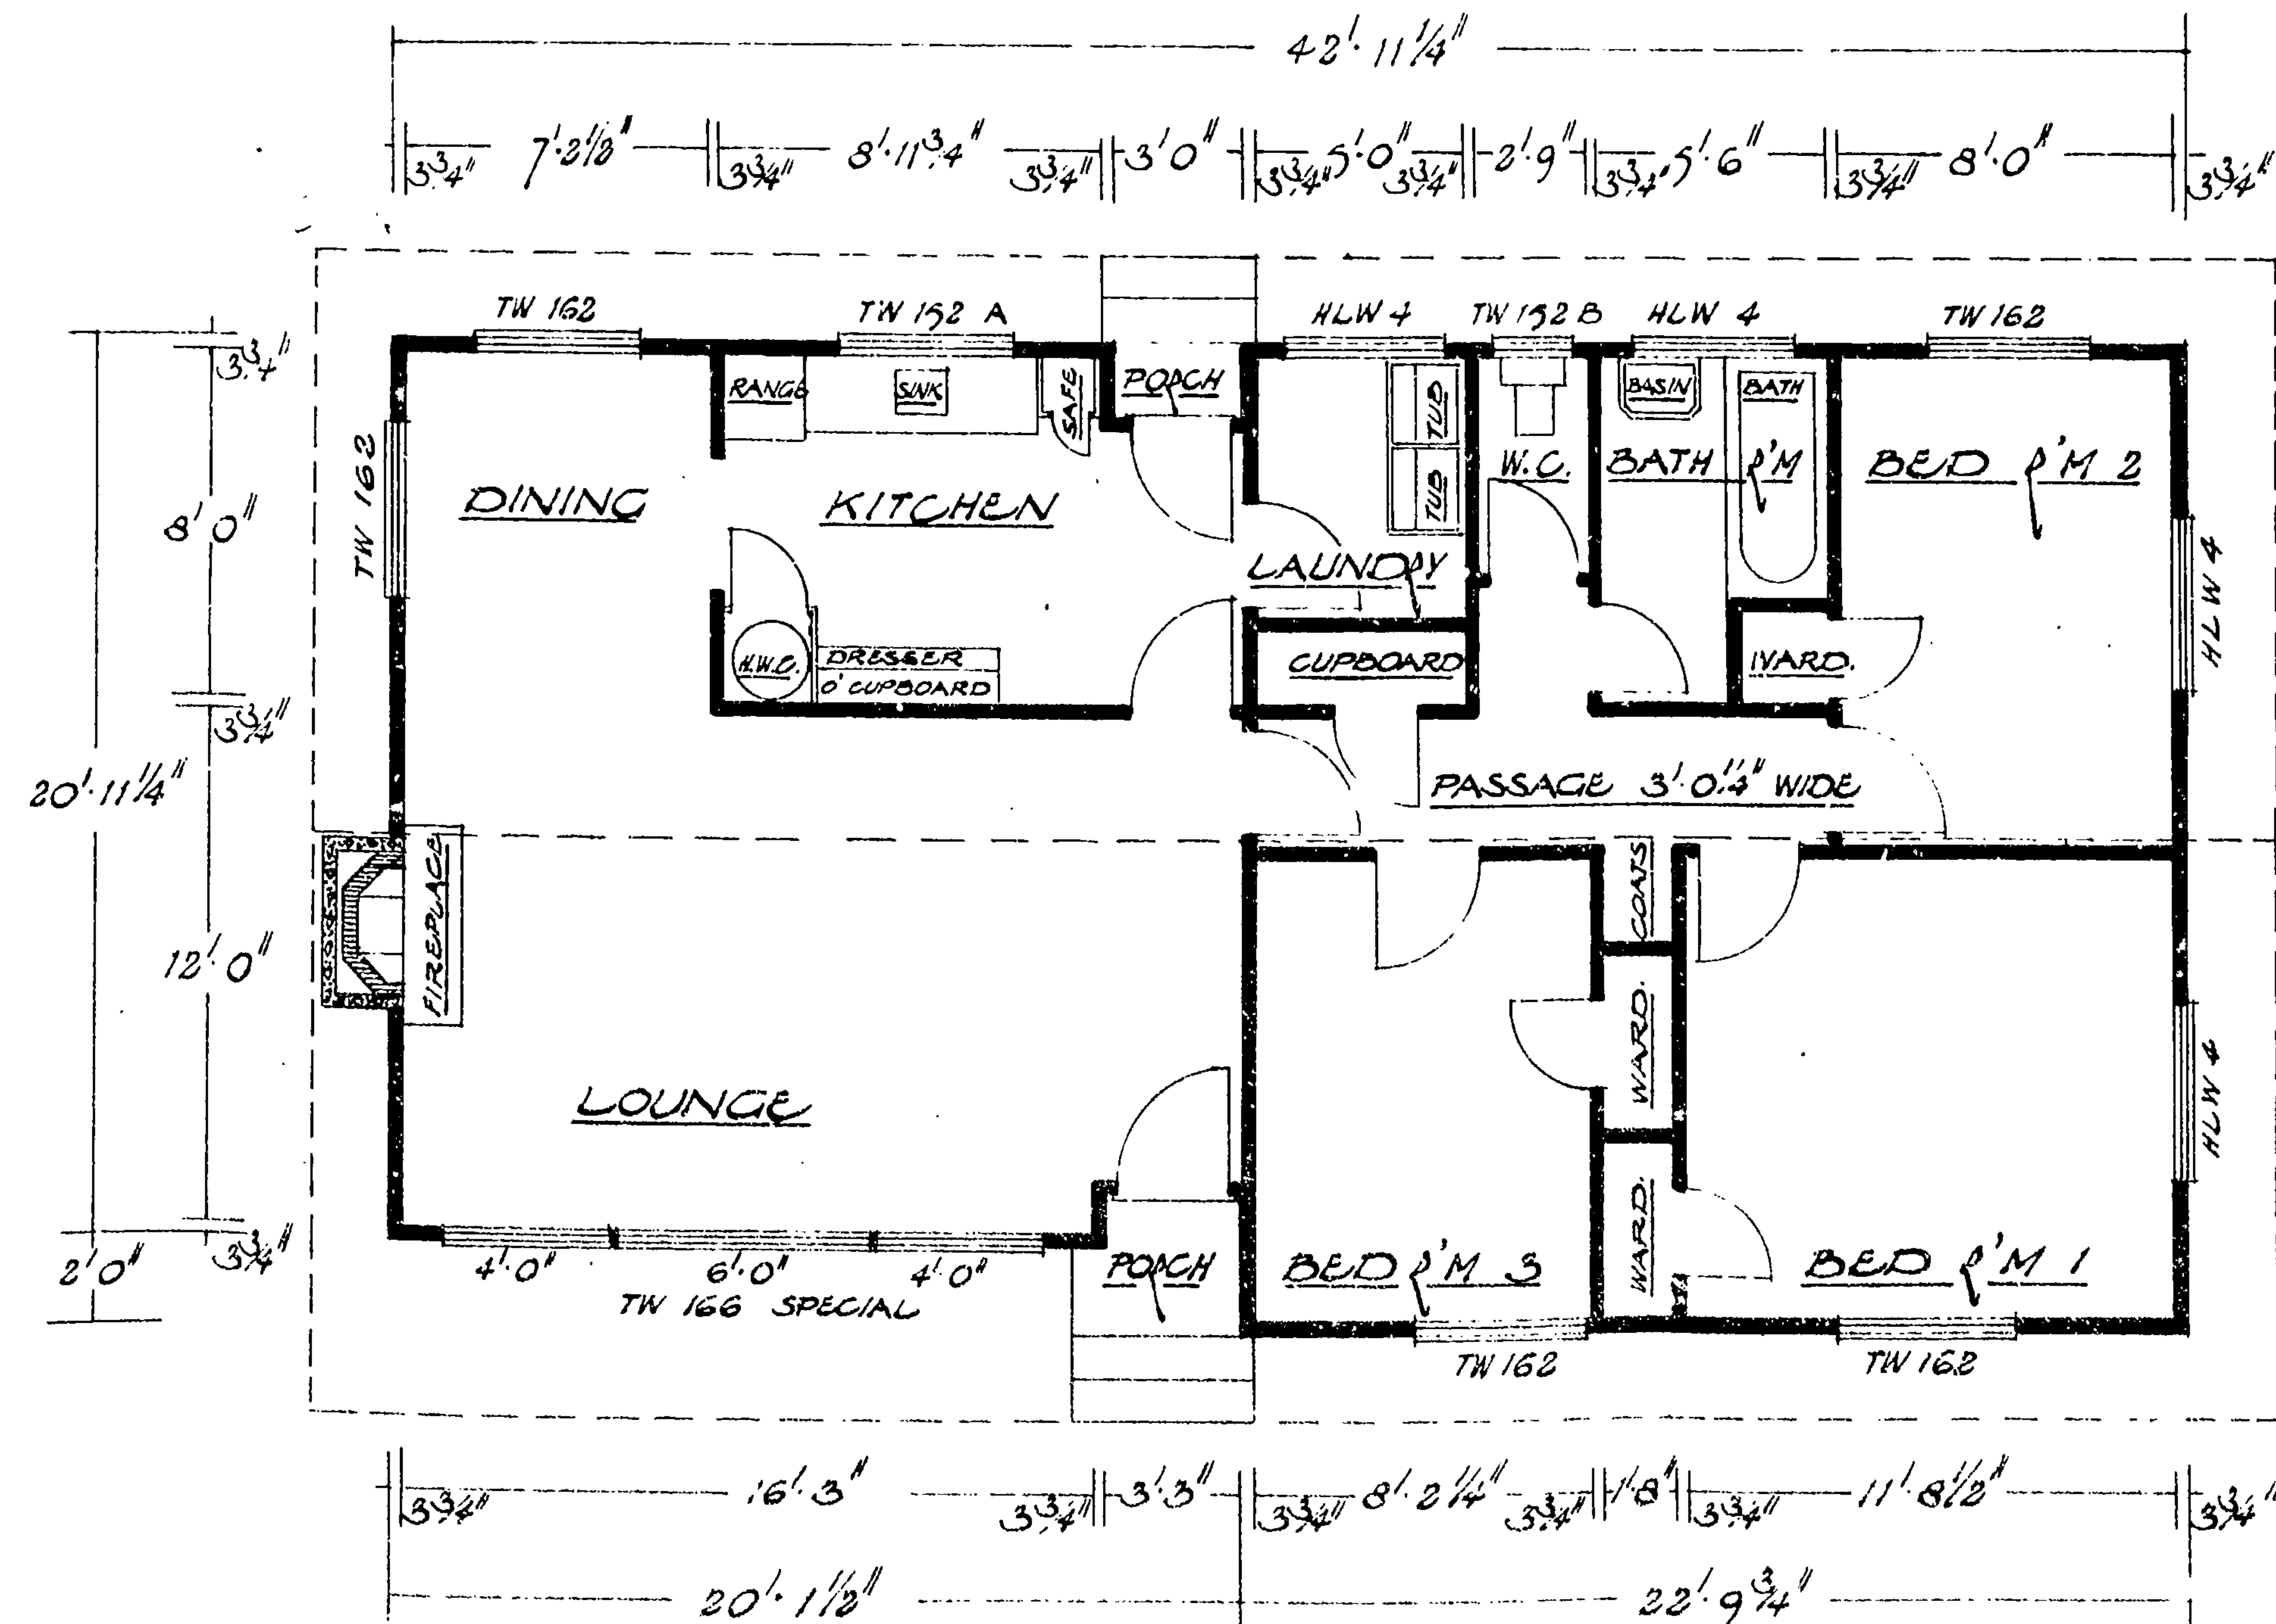 42'·11¼"
3¾" 7'·2½" 3¾" 8'·11¾" 3¾" 3'0" 3¾" 5'·0" 3¾" 2'·9" 3¾" 5'·6" 3¾" 8'·0" 3¾"
TW 162
TW 152 A
HLW 4
TW 152 B
HLW 4
TW 162
3¾"
RANGE
SINK
SAFE
PORCH
TUB
TUB
W.C.
BASIN
BATH
BATH R'M
BED R'M 2
TW 162
8'0"
DINING
KITCHEN
LAUNDRY
HLW 4
H.W.C.
DRESSER
O'CUPBOARD
CUPBOARD
WARD.
3¾"
20'·11¼"
PASSAGE 3'·0¼" WIDE
FIREPLACE
COATS
12'·0"
WARD.
LOUNGE
HLW 4
WARD.
2'0"
3¾"
4'·0" 6'·0" 4'·0"
TW 166 SPECIAL
PORCH
BED R'M 3
BED R'M 1
TW 162
TW 162
3¾" 16'·3" 3¾" 3'·3" 3¾" 8'·2¼" 3¾" 1'·8" 3¾" 11'·8½" 3¾"
20'·1½" 22'·9¾"